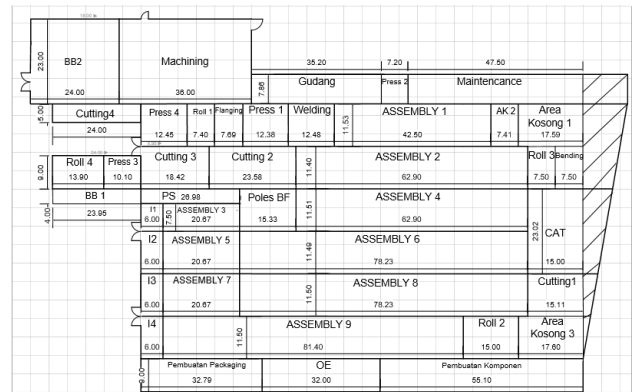 BB2
Machining
23.00
24.00
36.00
35.20
7.20
47.50
7.86
Gudang
Press 2
Maintencance
5.00
Cutting4
24.00
Press 4
Roll 1
Flanging
Press 1
Welding
ASSEMBLY 1
AK 2
Area
Kosong 1
12.45
7.40
7.69
12.38
12.48
11.53
42.50
7.41
17.59
9.00
Roll 4
Press 3
Cutting 3
Cutting 2
ASSEMBLY 2
Roll 3
Bending
13.90
10.10
18.42
23.58
11.40
62.90
7.50
7.50
BB 1
PS 26.98
Poles BF
ASSEMBLY 4
4.00
23.95
I1
ASSEMBLY 3
7.50
6.00
20.67
15.33
11.51
62.90
23.02
CAT
15.00
I2
ASSEMBLY 5
ASSEMBLY 6
6.00
20.67
11.49
78.23
I3
ASSEMBLY 7
ASSEMBLY 8
Cutting1
6.00
20.67
11.50
78.23
15.11
I4
ASSEMBLY 9
Roll 2
Area
Kosong 3
6.00
11.50
81.40
15.00
17.60
9.00
Pembuatan Packaging
OE
Pembuatan Komponen
32.79
32.00
55.10